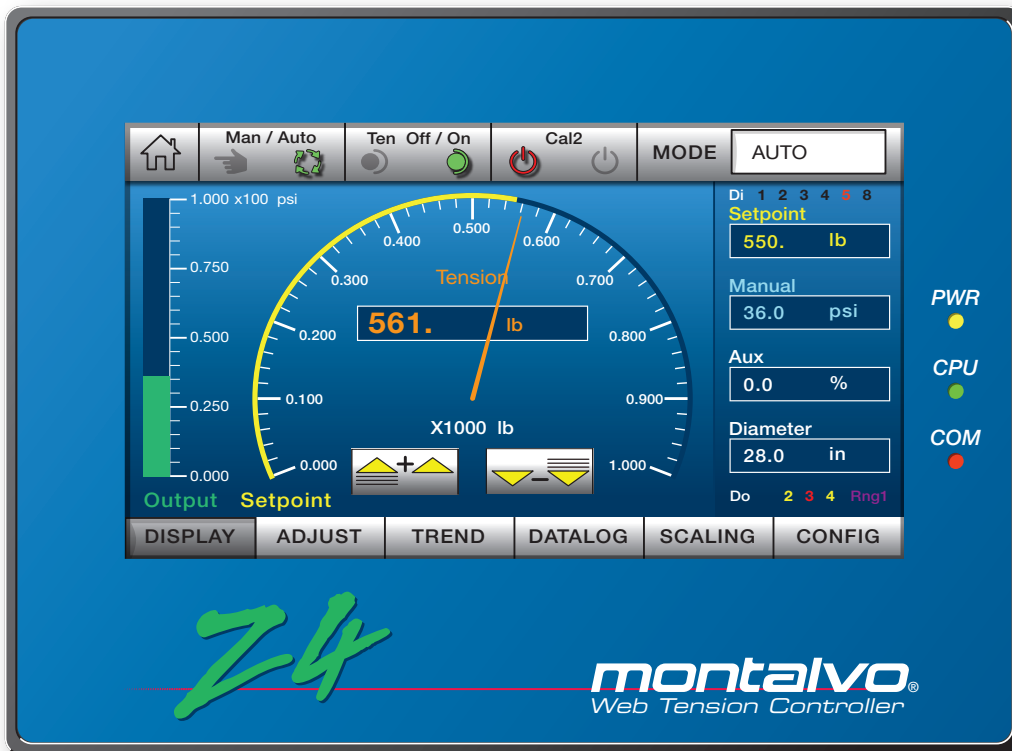 Man / Auto Ten Off / On Cal2 MODE AUTO
1.000 x100 psi
0.750
0.500
0.250
0.000
Output Setpoint
0.000
0.100
0.200
0.300
0.400
0.500
0.600
0.700
0.800
0.900
1.000
Tension
561. lb
X1000 lb
+
-
Di 1 2 3 4 5 8
Setpoint
550. lb
Manual
36.0 psi
Aux
0.0 %
Diameter
28.0 in
Do 2 3 4 Rng1
DISPLAY ADJUST TREND DATALOG SCALING CONFIG
PWR
CPU
COM
Z4
montalvo®
Web Tension Controller